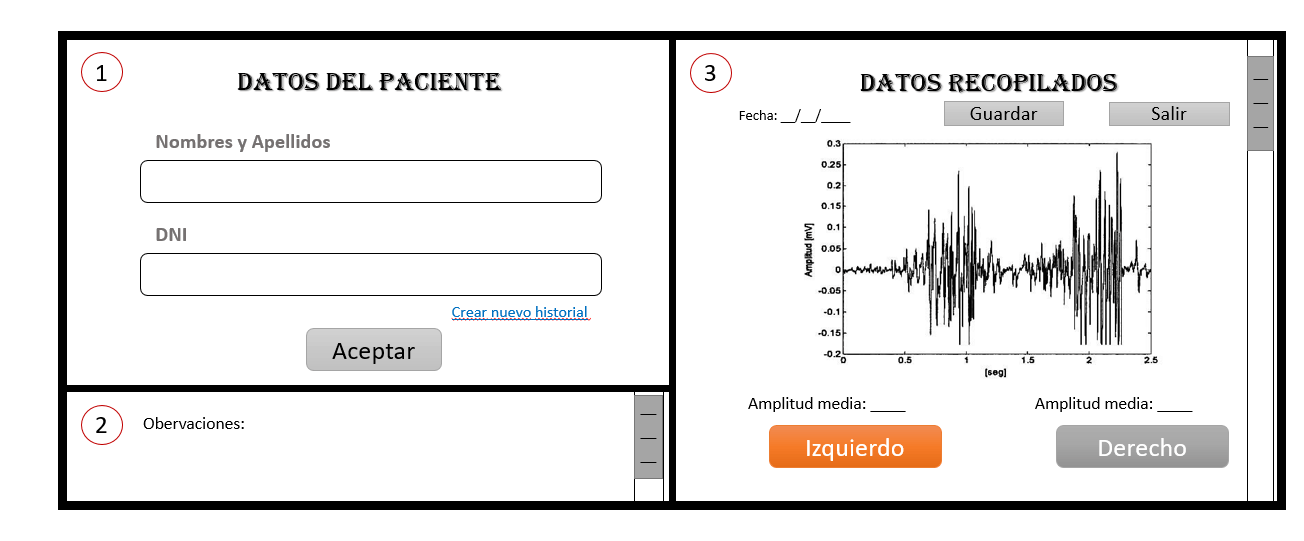 1
DATOS DEL PACIENTE
Nombres y Apellidos
DNI
Crear nuevo historial
Aceptar
2
Obervaciones:
3
DATOS RECOPILADOS
Fecha: __/__/____
Guardar
Salir
0.3
0.25
0.2
0.15
0.1
0.05
0
-0.05
-0.1
-0.15
-0.2
Amplitud [mV]
0 0.5 1 1.5 2 2.5
[seg]
Amplitud media: ____ Amplitud media: ____
Izquierdo Derecho